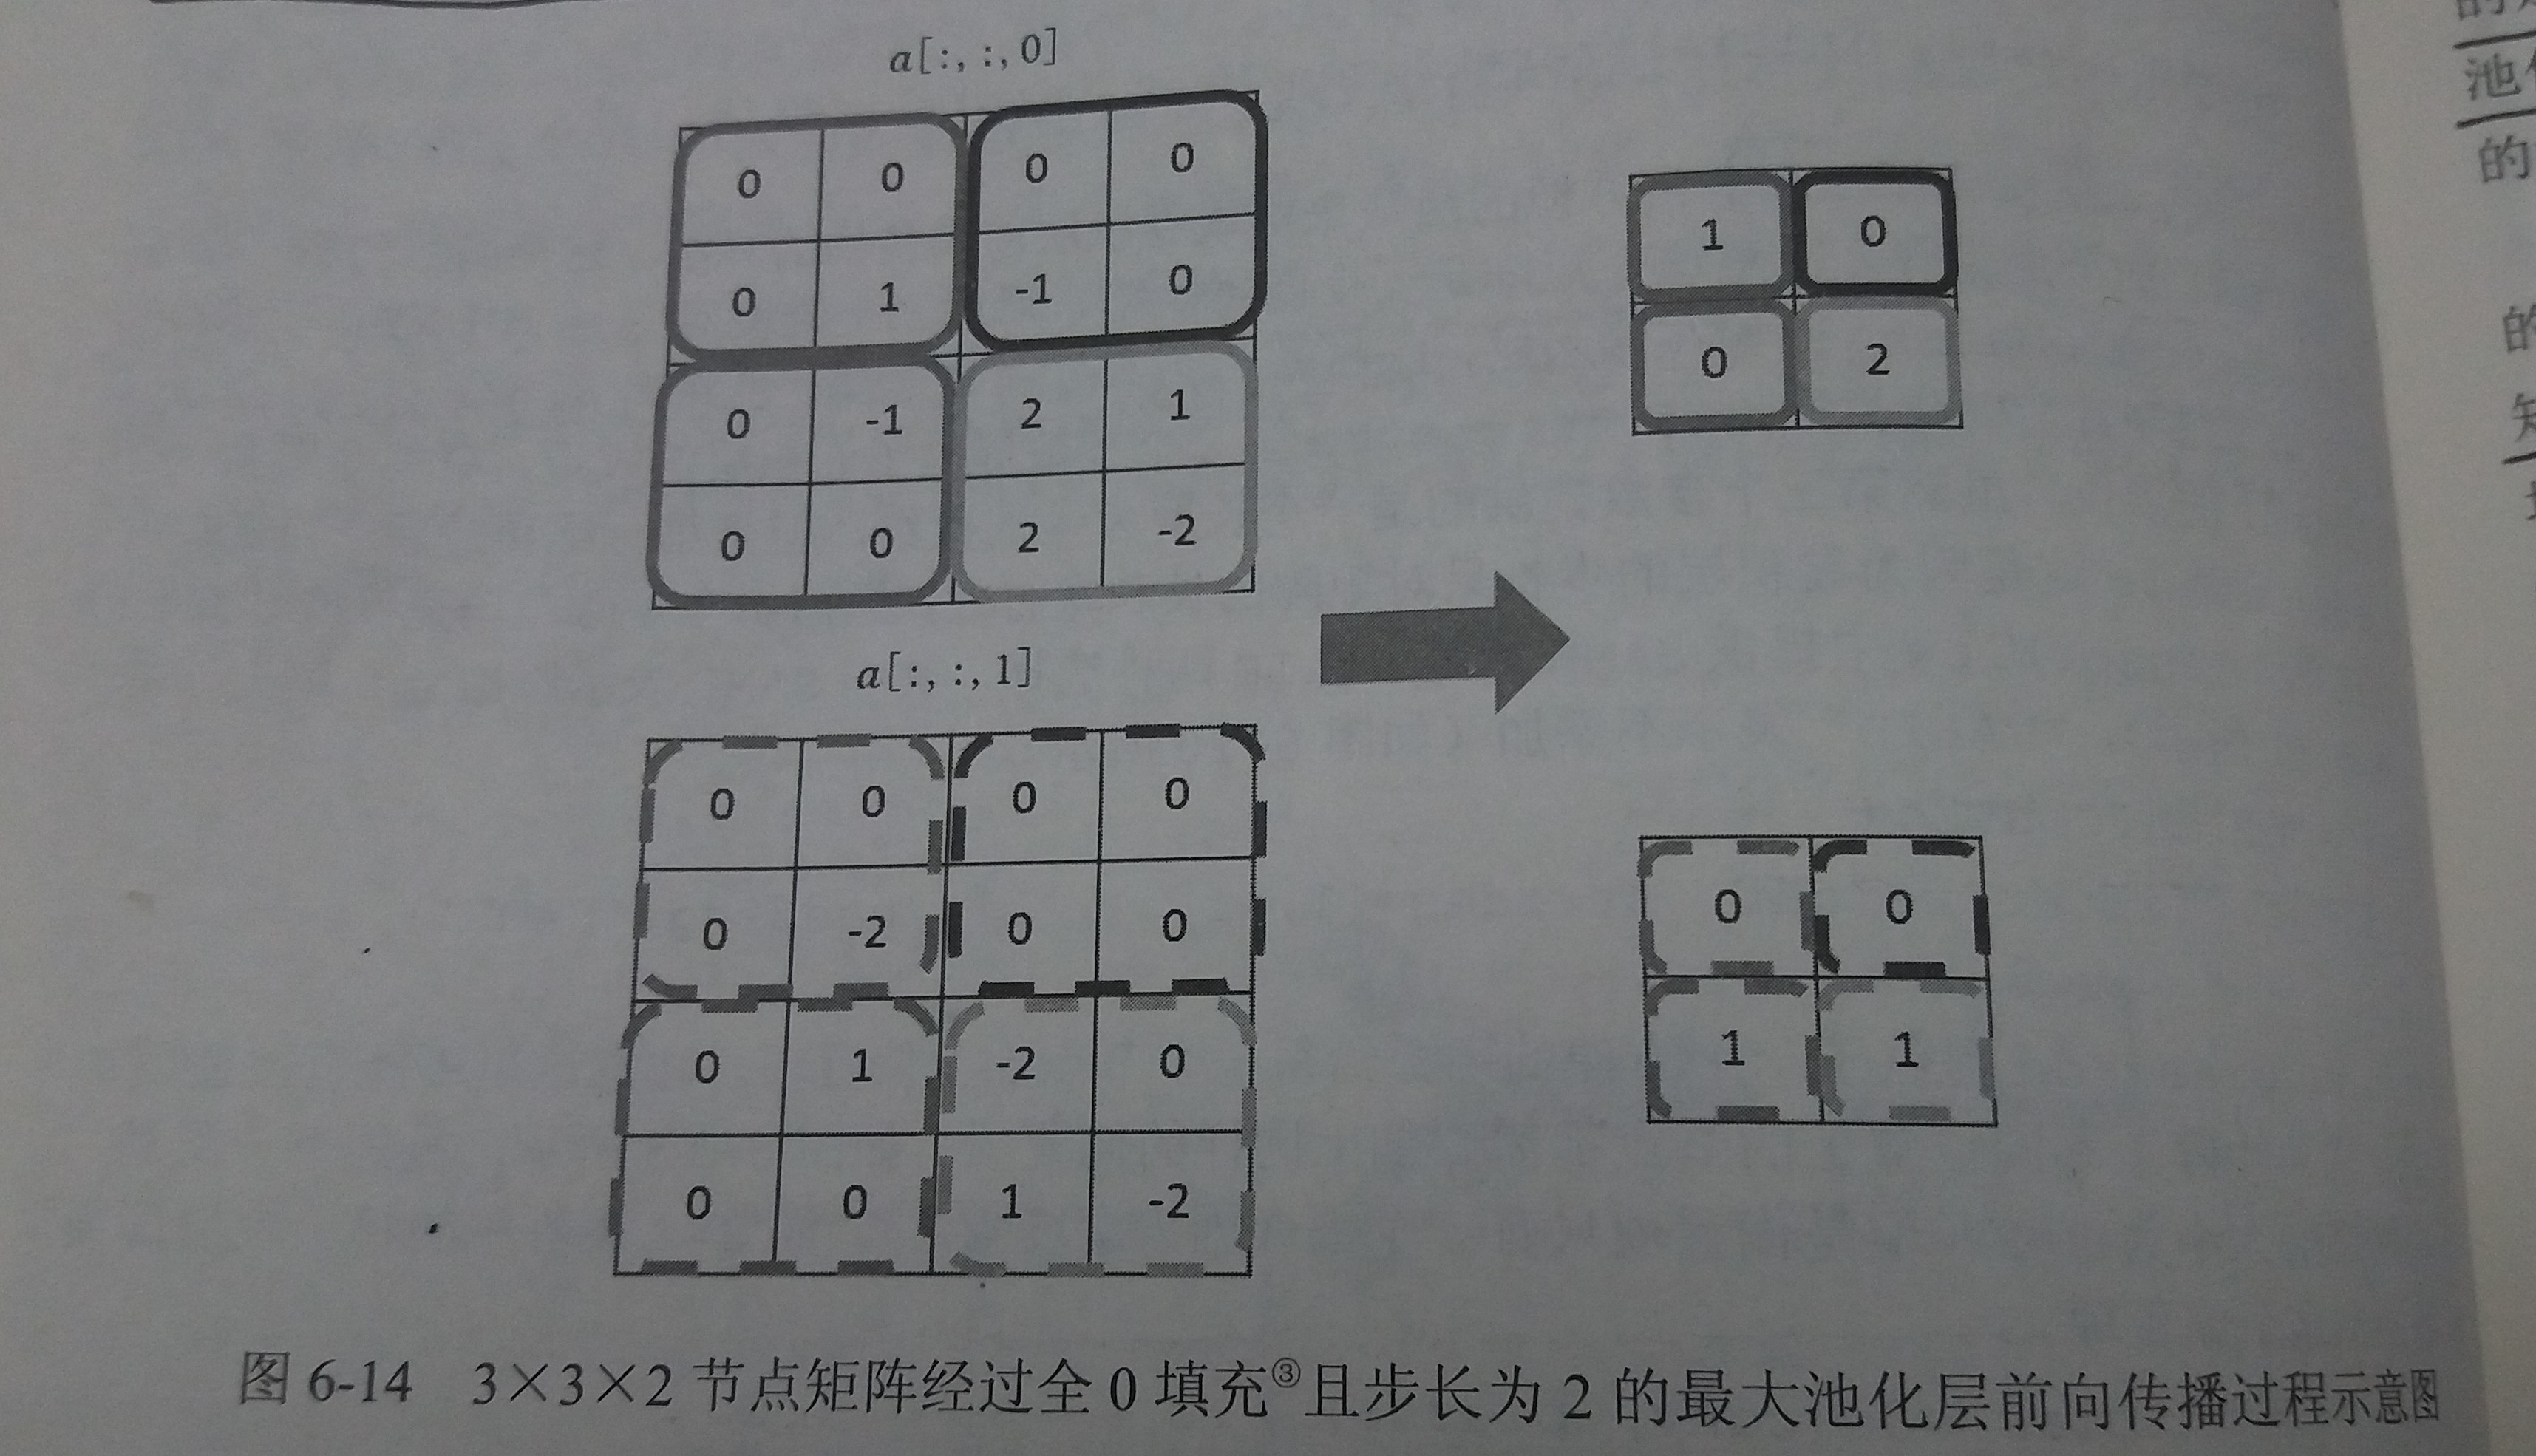 a[:, :, 0]
0 0 0 0
0 1 -1 0
0 -1 2 1
0 0 2 -2
1 0
0 2
a[:, :, 1]
0 0 0 0
0 -2 0 0
0 1 -2 0
0 0 1 -2
0 0
1 1
图 6-14 3×3×2 节点矩阵经过全 0 填充③且步长为 2 的最大池化层前向传播过程示意图
池
的
的